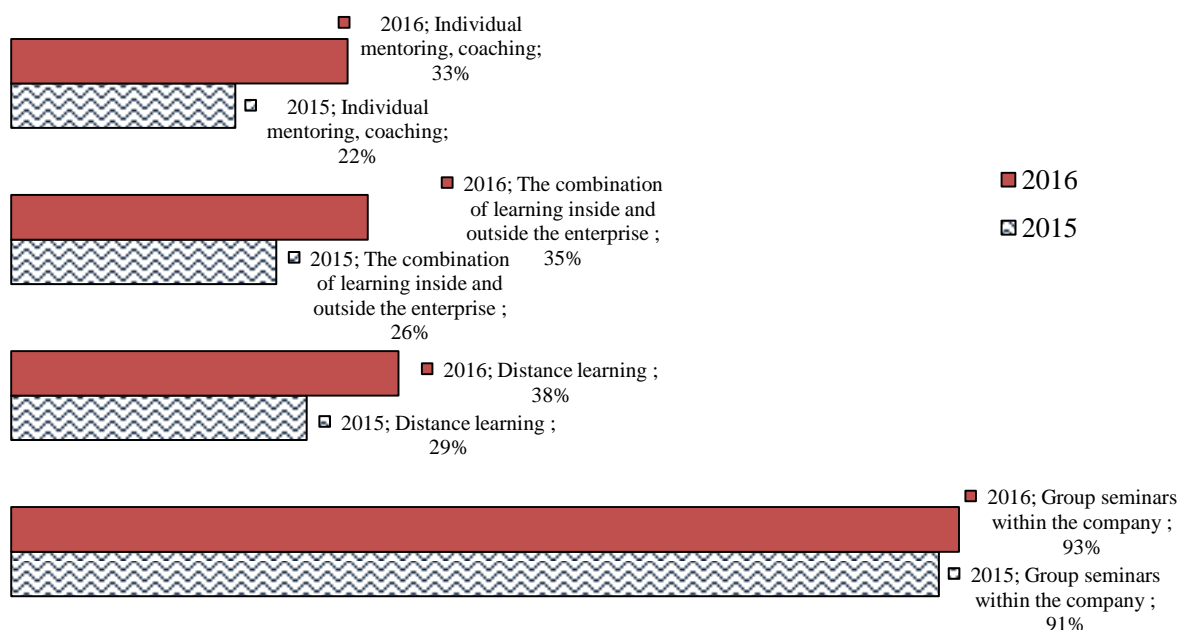 2016; Individual
mentoring, coaching;
33%
2015; Individual
mentoring, coaching;
22%
2016; The combination
of learning inside and
outside the enterprise ;
35%
2015; The combination
of learning inside and
outside the enterprise ;
26%
2016
2015
2016; Distance learning ;
38%
2015; Distance learning ;
29%
2016; Group seminars
within the company ;
93%
2015; Group seminars
within the company ;
91%